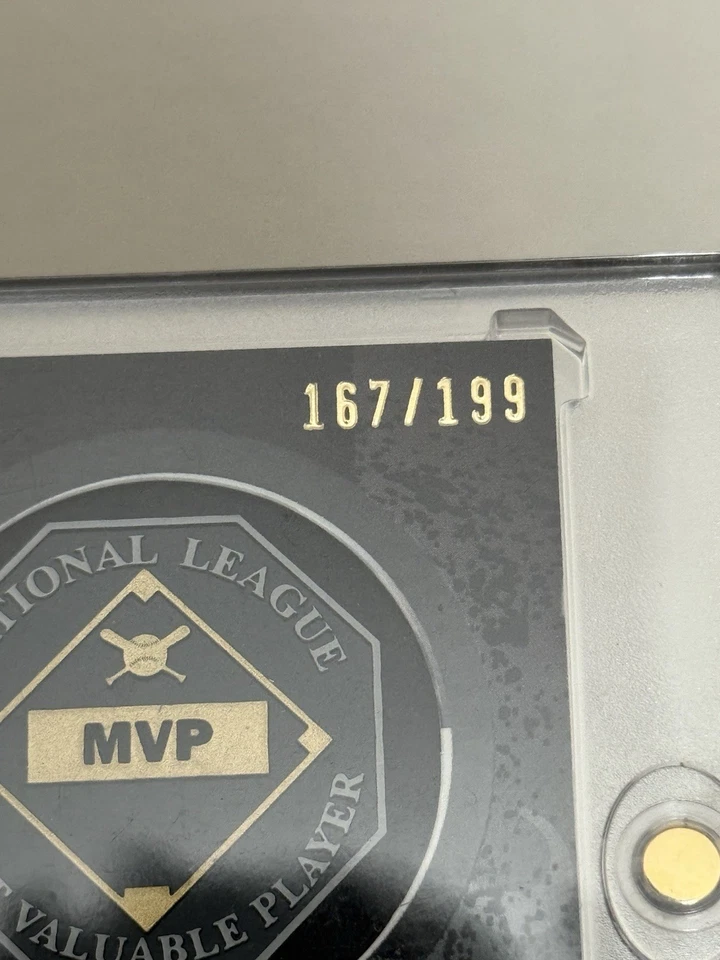 167/199
TIONAL LEAGUE
MVP
VALUABLE PLAYER